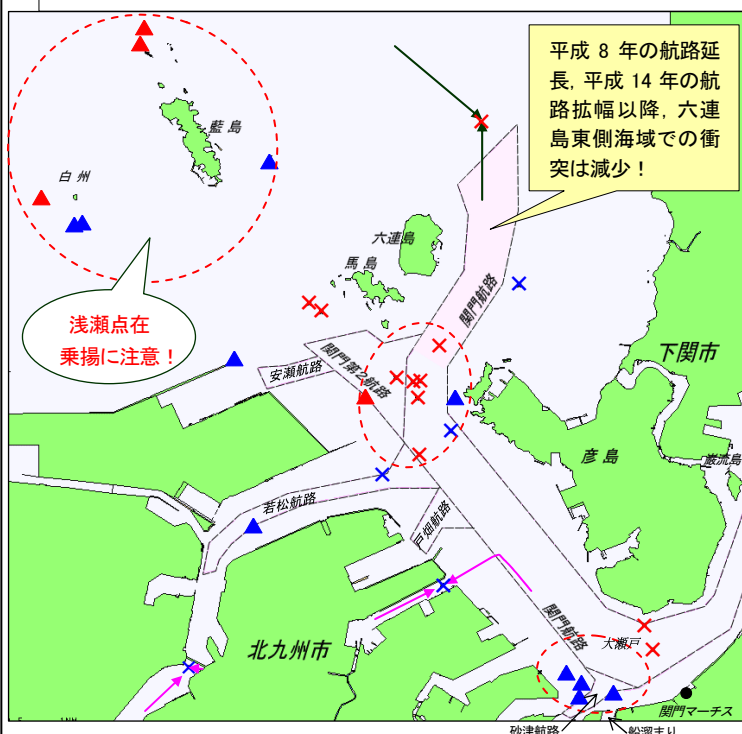 平成 8 年の航路延
長，平成 14 年の航
路拡幅以降，六連
島東側海域での衝
突は減少！
藍島
白州
六連島
馬島
浅瀬点在
乗揚に注意！
関門航路
下関市
関門第2航路
安瀬航路
彦島
巌流島
若松航路
戸畑航路
関門航路
大瀬戸
北九州市
関門マーチス
砂津航路
船溜まり